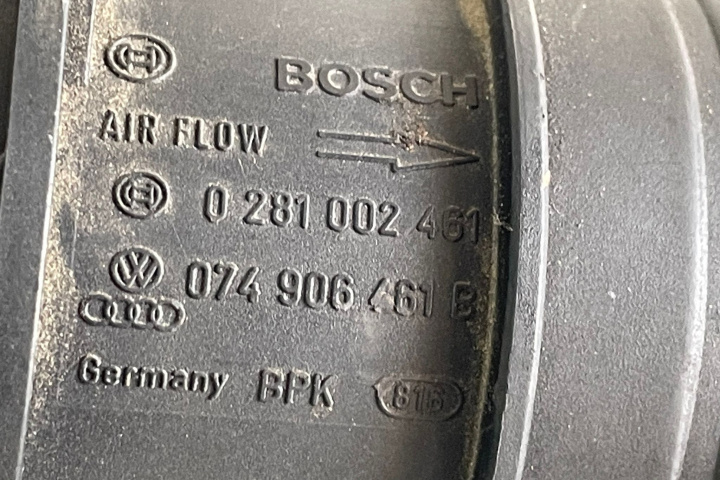 BOSCH
AIR FLOW
0 281 002 461
074 906 461 B
Germany BPK 816